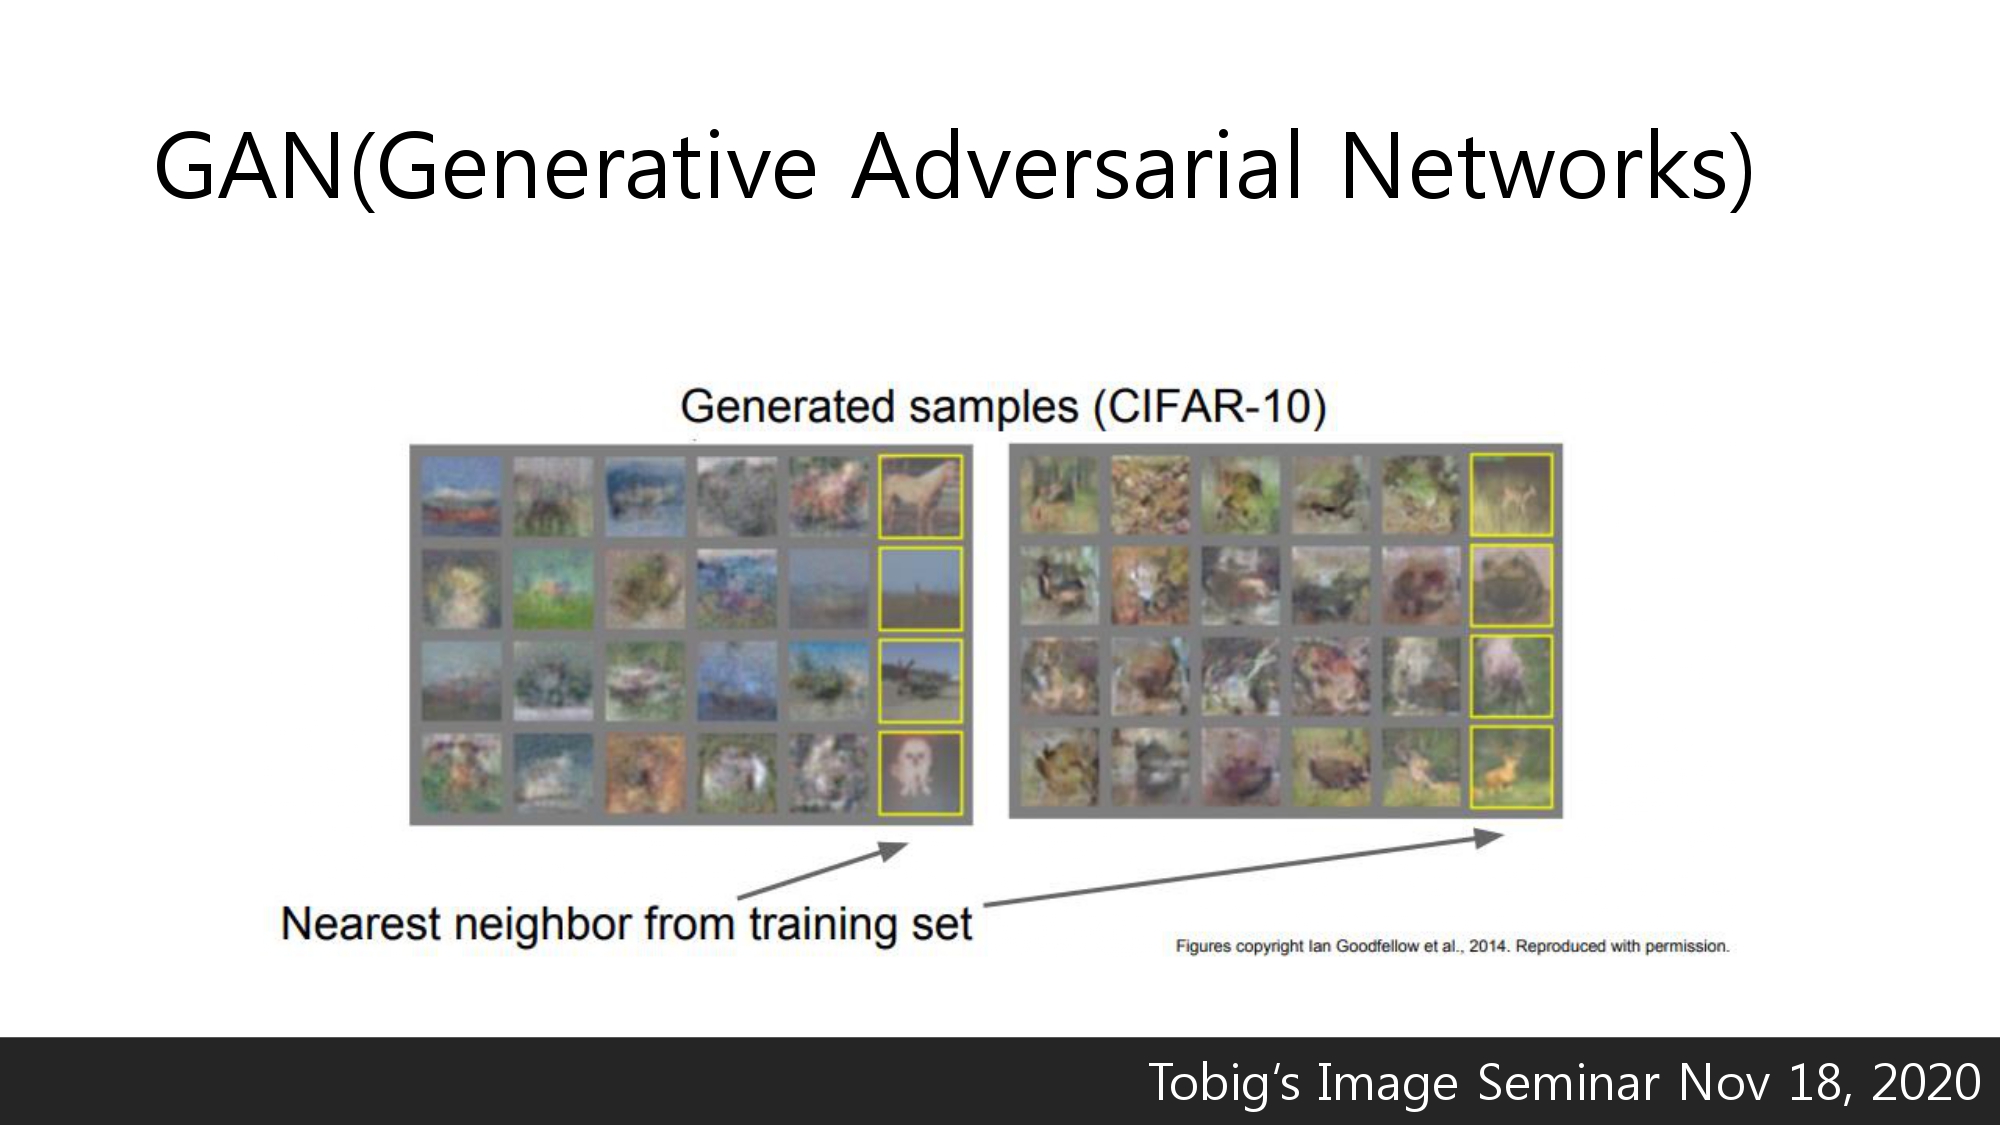 GAN(Generative Adversarial Networks)
Generated samples (CIFAR-10)
Nearest neighbor from training set
Figures copyright Ian Goodfellow et al., 2014. Reproduced with permission.
Tobig's Image Seminar Nov 18, 2020